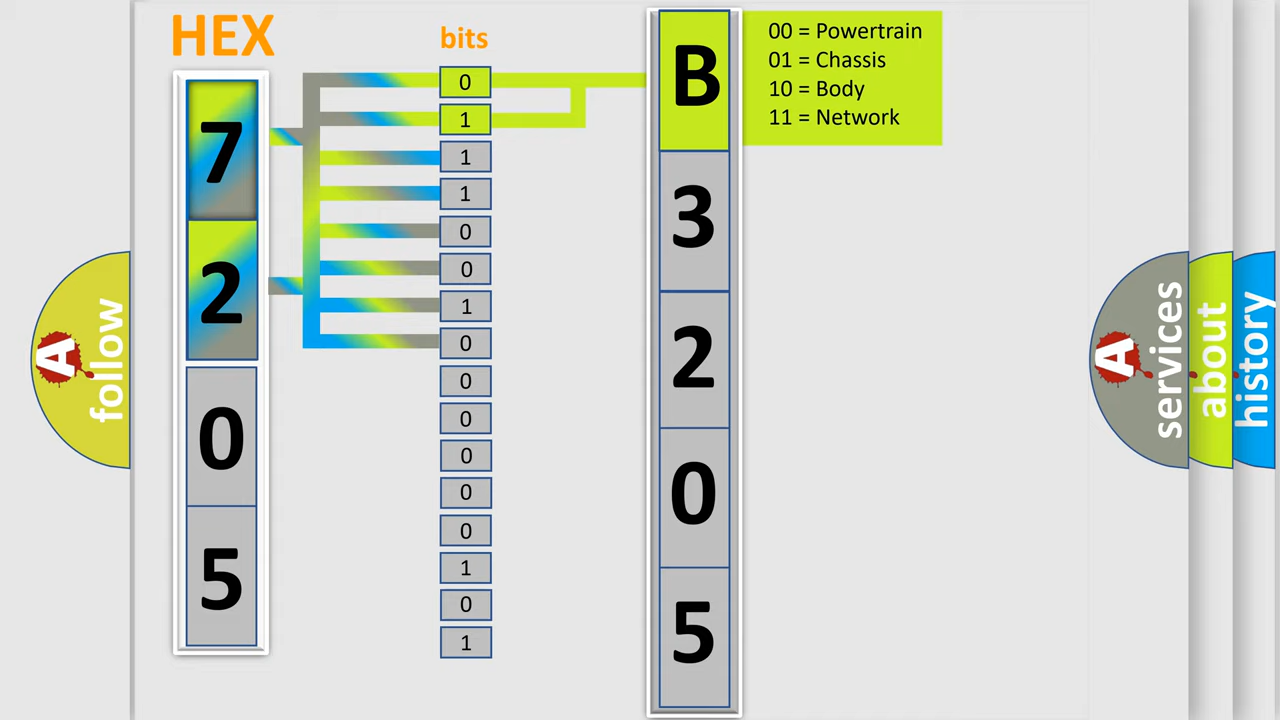 HEX
bits
7
2
0
5
0
1
1
1
0
0
1
0
0
0
0
0
0
1
0
1
B
3
2
0
5
00 = Powertrain
01 = Chassis
10 = Body
11 = Network
A
follow
A
services
about
history